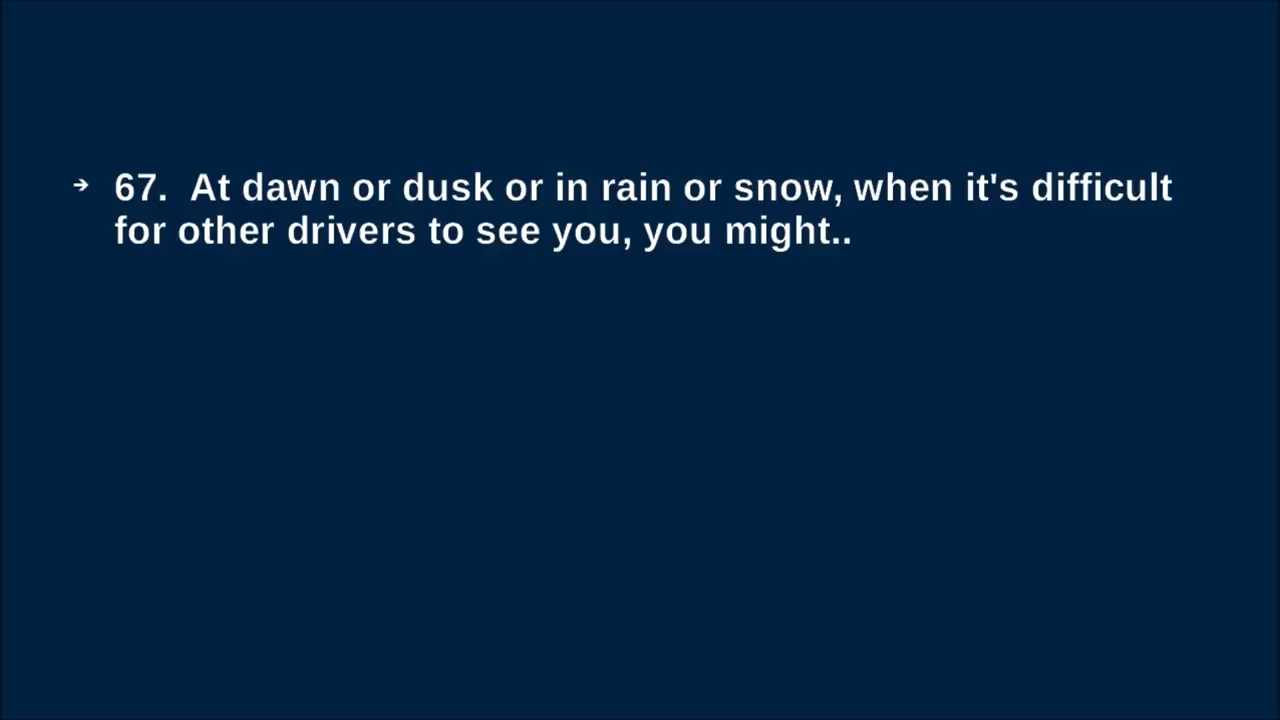 ➔ 67.  At dawn or dusk or in rain or snow, when it's difficult
for other drivers to see you, you might..